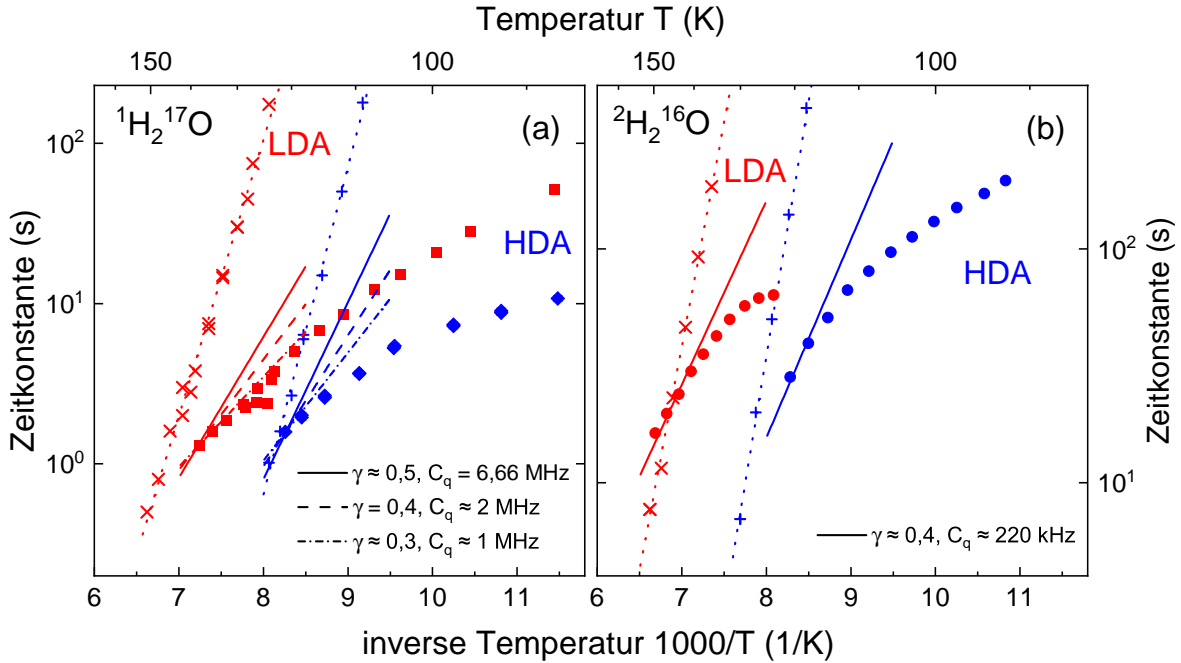 Temperatur T (K)
150 100 150 100
¹H₂¹⁷O LDA (a)
²H₂¹⁶O (b)
LDA
10²
HDA
10² 
HDA
10¹
10¹
10⁰
Zeitkonstante (s)
Zeitkonstante (s)
γ ≈ 0,5, C_q = 6,66 MHz
γ = 0,4, C_q ≈ 2 MHz
γ ≈ 0,3, C_q ≈ 1 MHz
γ ≈ 0,4, C_q ≈ 220 kHz
6 7 8 9 10 11 6 7 8 9 10 11
inverse Temperatur 1000/T (1/K)